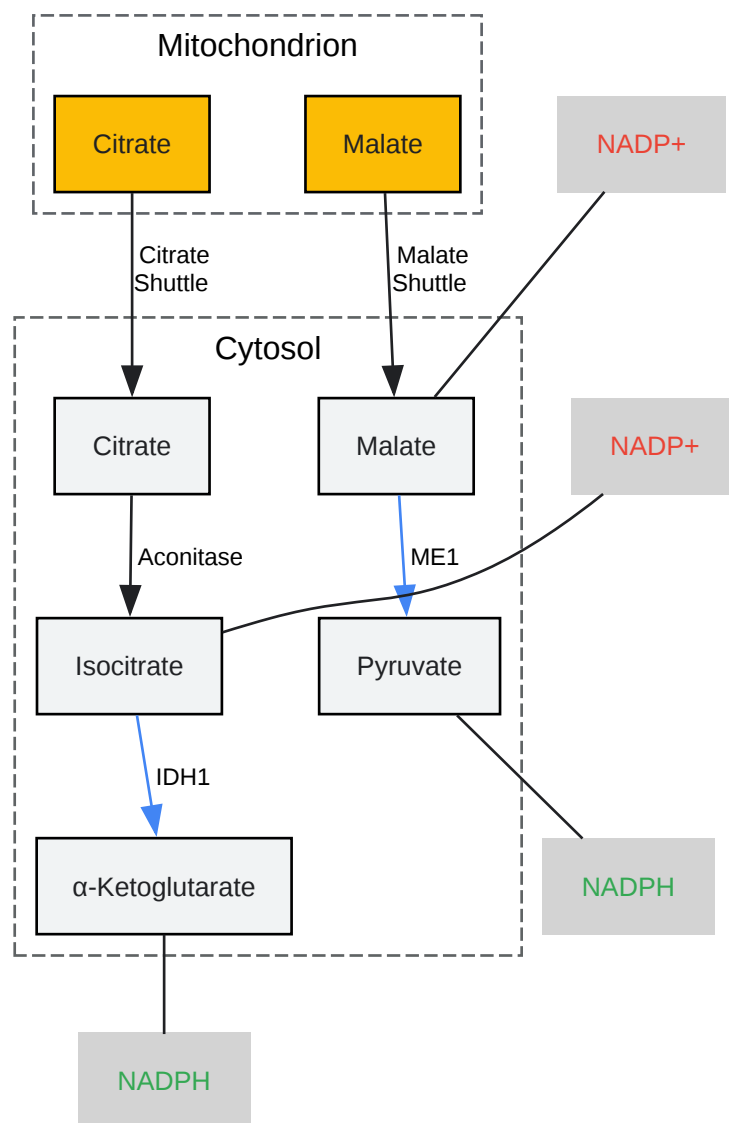 Mitochondrion
Citrate
Malate
NADP+
Citrate
Shuttle
Malate
Shuttle
Cytosol
Citrate
Malate
NADP+
Aconitase
ME1
Isocitrate
Pyruvate
IDH1
α-Ketoglutarate
NADPH
NADPH